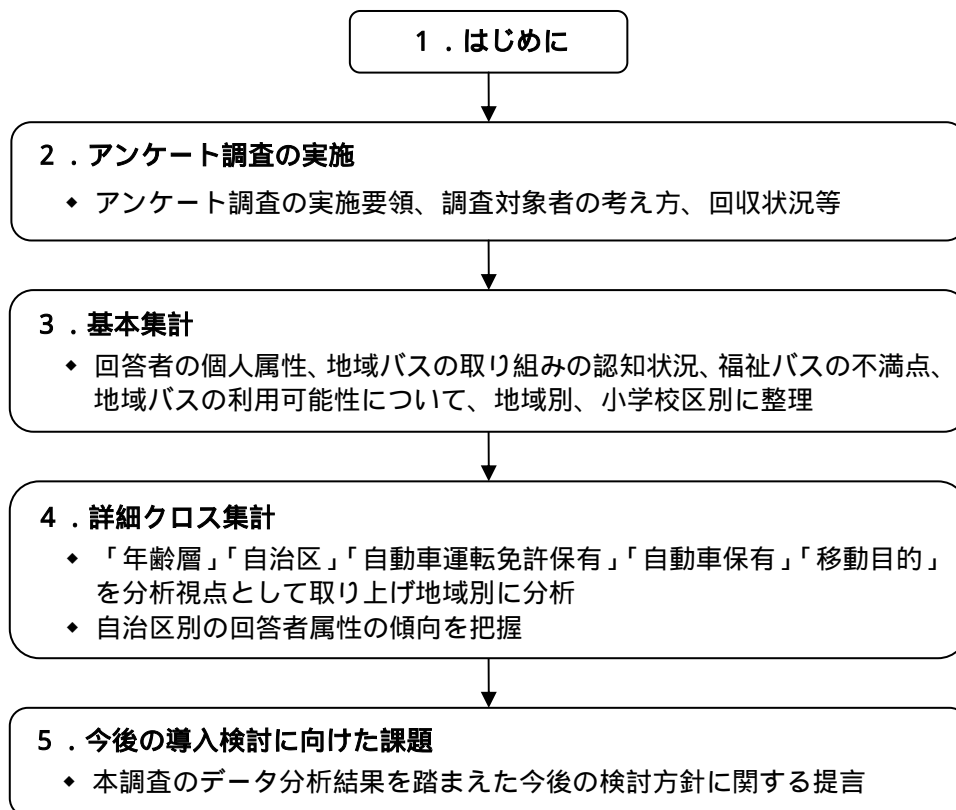 １．はじめに
２．アンケート調査の実施
◆ アンケート調査の実施要領、調査対象者の考え方、回収状況等
３．基本集計
◆ 回答者の個人属性、地域バスの取り組みの認知状況、福祉バスの不満点、
地域バスの利用可能性について、地域別、小学校区別に整理
４．詳細クロス集計
◆ 「年齢層」「自治区」「自動車運転免許保有」「自動車保有」「移動目的」
を分析視点として取り上げ地域別に分析
◆ 自治区別の回答者属性の傾向を把握
５．今後の導入検討に向けた課題
◆ 本調査のデータ分析結果を踏まえた今後の検討方針に関する提言